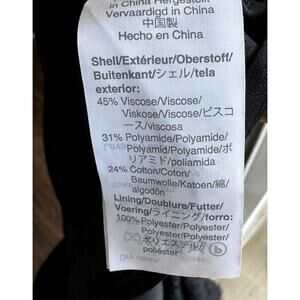 in China Hergestellt
Vervaardigd in China
中国製
Hecho en China
Shell/Extérieur/Oberstoff/
Buitenkant/シェル/tela
exterior:
45% Viscose/Viscose/
Viskose/Viscose/ビスコ
ース/viscosa
31% Polyamide/Polyamide/
Polyamid/Polyamide/ポ
リアミド/poliamida
24% Cotton/Coton/
Baumwolle/Katoen/綿/
algodón
Lining/Doublure/Futter/
Voering/ライニング/forro:
100% Polyester/Polyester/
Polyester/Polyester/
ポリエステル/
poliéster